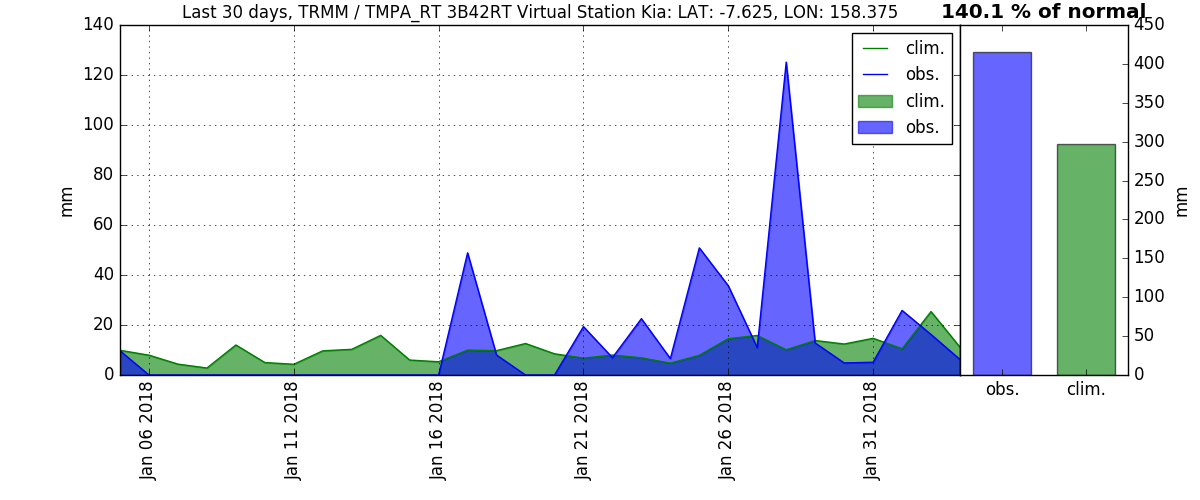 Last 30 days, TRMM / TMPA_RT 3B42RT Virtual Station Kia: LAT: -7.625, LON: 158.375
140.1 % of normal
clim.
obs.
clim.
obs.
mm
140
120
100
80
60
40
20
0
Jan 06 2018
Jan 11 2018
Jan 16 2018
Jan 21 2018
Jan 26 2018
Jan 31 2018
450
400
350
300
250
200
150
100
50
0
mm
obs.
clim.